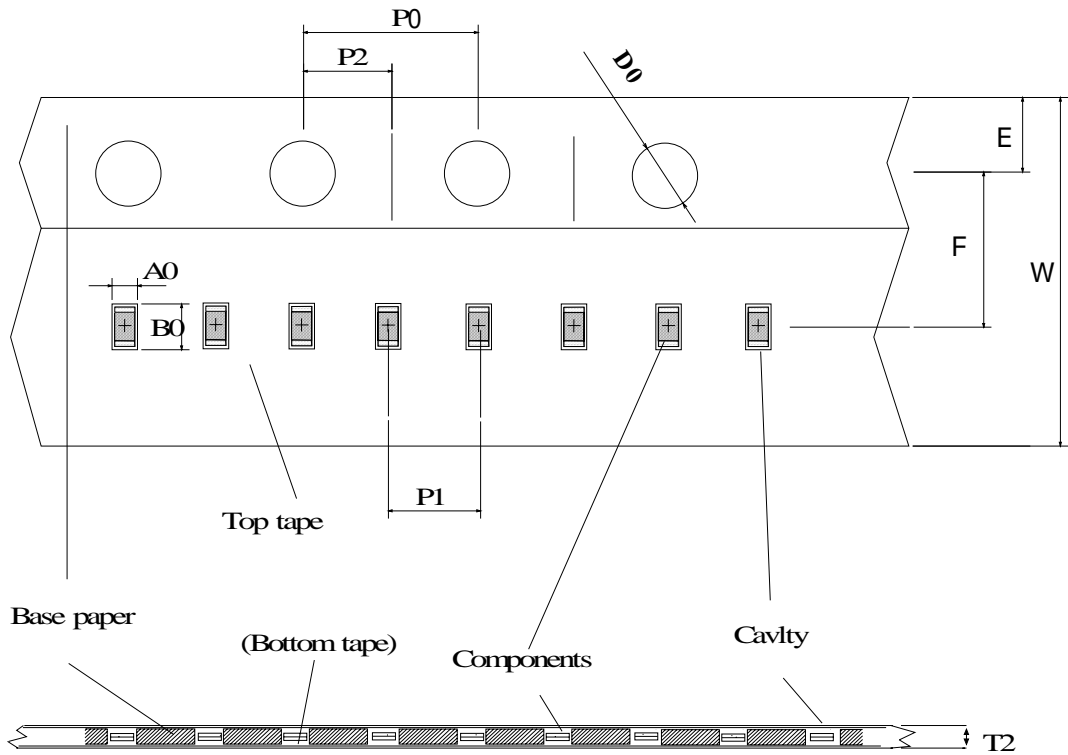 P0
P2
D0
E
F
W
A0
B0
P1
Top tape
Base paper
(Bottom tape)
Components
Cavlty
T2